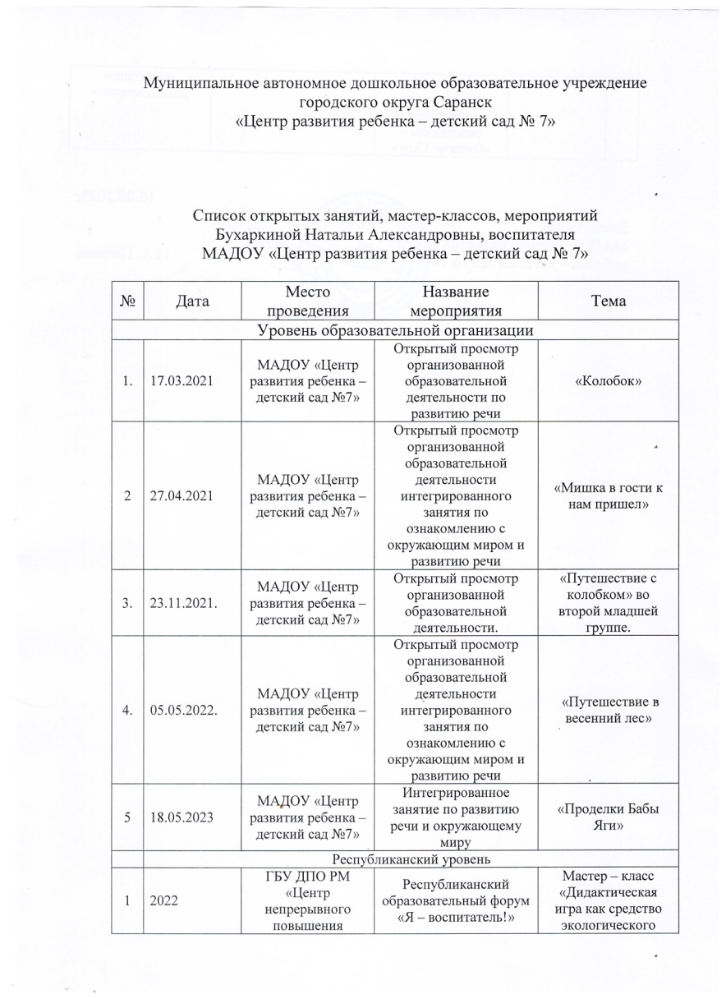 Муниципальное автономное дошкольное образовательное учреждение
городского округа Саранск
«Центр развития ребенка – детский сад № 7»
Список открытых занятий, мастер-классов, мероприятий
Бухаркиной Натальи Александровны, воспитателя
МАДОУ «Центр развития ребенка – детский сад № 7»
№
Дата
Место
проведения
Название
мероприятия
Тема
Уровень образовательной организации
1.
17.03.2021
МАДОУ «Центр
развития ребенка –
детский сад №7»
Открытый просмотр
организованной
образовательной
деятельности по
развитию речи
«Колобок»
2
27.04.2021
МАДОУ «Центр
развития ребенка –
детский сад №7»
Открытый просмотр
организованной
образовательной
деятельности
интегрированного
занятия по
ознакомлению с
окружающим миром и
развитию речи
«Мишка в гости к
нам пришел»
3.
23.11.2021.
МАДОУ «Центр
развития ребенка –
детский сад №7»
Открытый просмотр
организованной
образовательной
деятельности.
«Путешествие с
колобком» во
второй младшей
группе.
4.
05.05.2022.
МАДОУ «Центр
развития ребенка –
детский сад №7»
Открытый просмотр
организованной
образовательной
деятельности
интегрированного
занятия по
ознакомлению с
окружающим миром и
развитию речи
«Путешествие в
весенний лес»
5
18.05.2023
МАДОУ «Центр
развития ребенка –
детский сад №7»
Интегрированное
занятие по развитию
речи и окружающему
миру
«Проделки Бабы
Яги»
Республиканский уровень
1
2022
ГБУ ДПО РМ
«Центр
непрерывного
повышения
Республиканский
образовательный форум
«Я – воспитатель!»
Мастер – класс
«Дидактическая
игра как средство
экологического